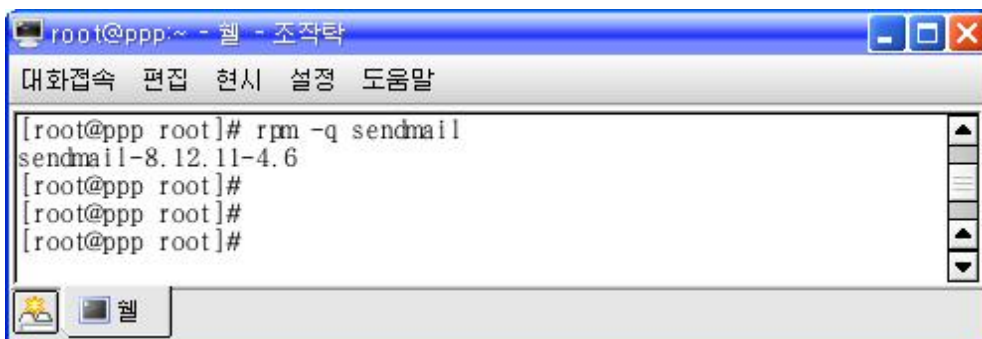 root@ppp:~ - 쉘 - 조작탁
대화접속 편집 현시 설정 도움말
[root@ppp root]# rpm -q sendmail
sendmail-8.12.11-4.6
[root@ppp root]#
[root@ppp root]#
[root@ppp root]#
쉘